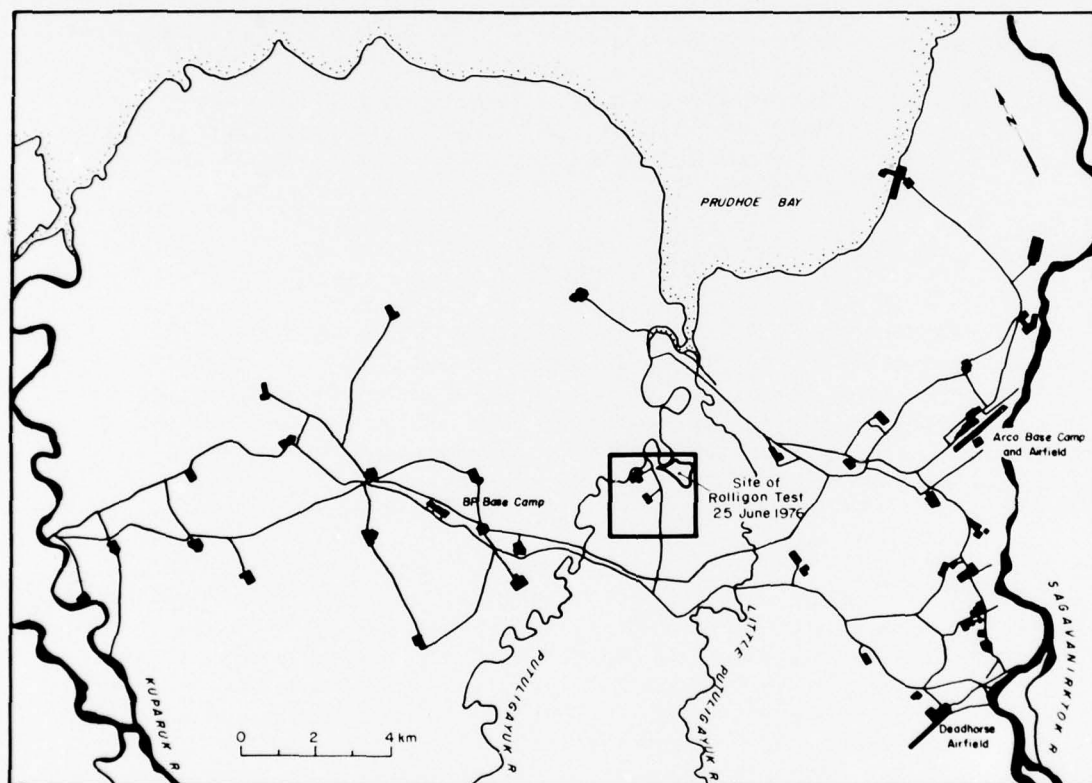 N
PRUDHOE BAY
Arco Base Camp
and Airfield
BP Base Camp
Site of
Rolligon Test
25 June 1976
KUPARUK R
PUTULIGAYUK R
LITTLE PUTULIGAYUK R
SAGAVANIRKTOK R
Deadhorse
Airfield
0 2 4 km